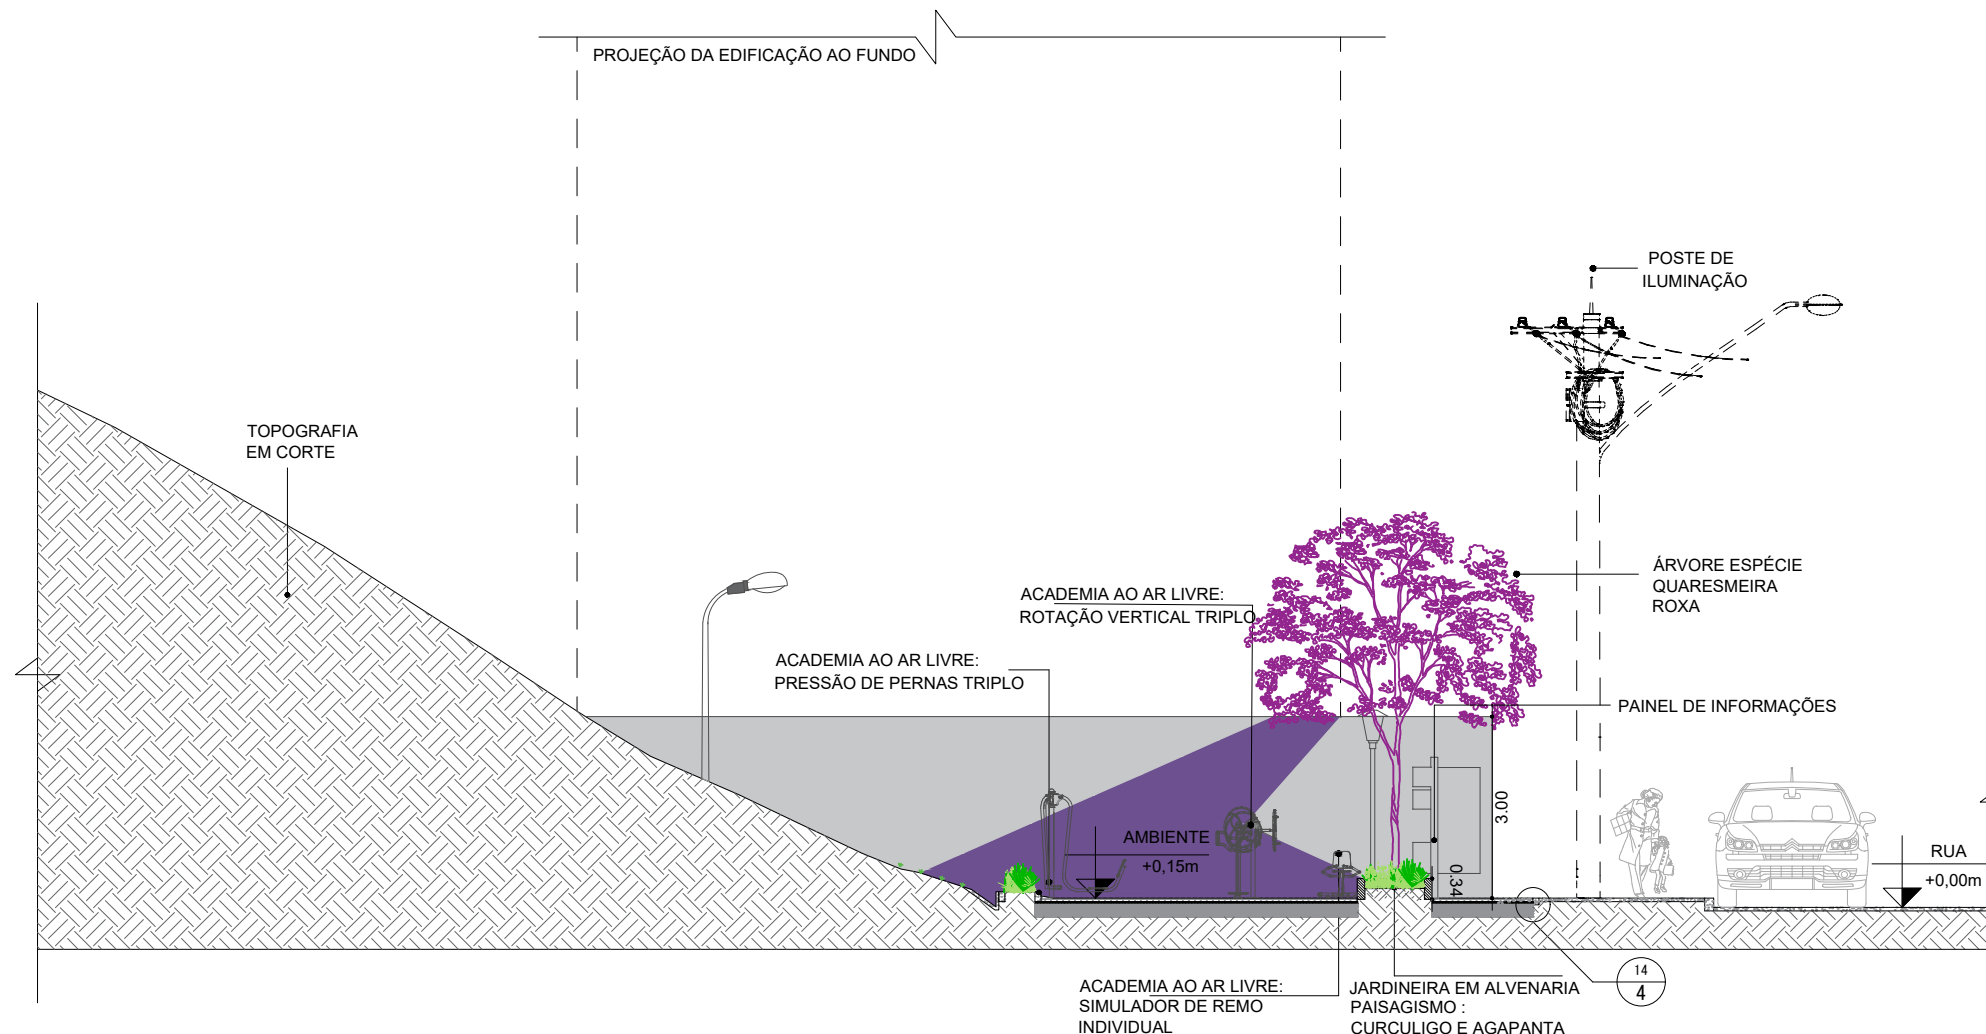 PROJEÇÃO DA EDIFICAÇÃO AO FUNDO
POSTE DE
ILUMINAÇÃO
TOPOGRAFIA
EM CORTE
ÁRVORE ESPÉCIE
QUARESMEIRA
ROXA
ACADEMIA AO AR LIVRE:
ROTAÇÃO VERTICAL TRIPLO
ACADEMIA AO AR LIVRE:
PRESSÃO DE PERNAS TRIPLO
PAINEL DE INFORMAÇÕES
3.00
AMBIENTE
+0,15m
0.34
RUA
+0,00m
14
4
ACADEMIA AO AR LIVRE:
SIMULADOR DE REMO
INDIVIDUAL
JARDINEIRA EM ALVENARIA
PAISAGISMO :
CURCULIGO E AGAPANTA